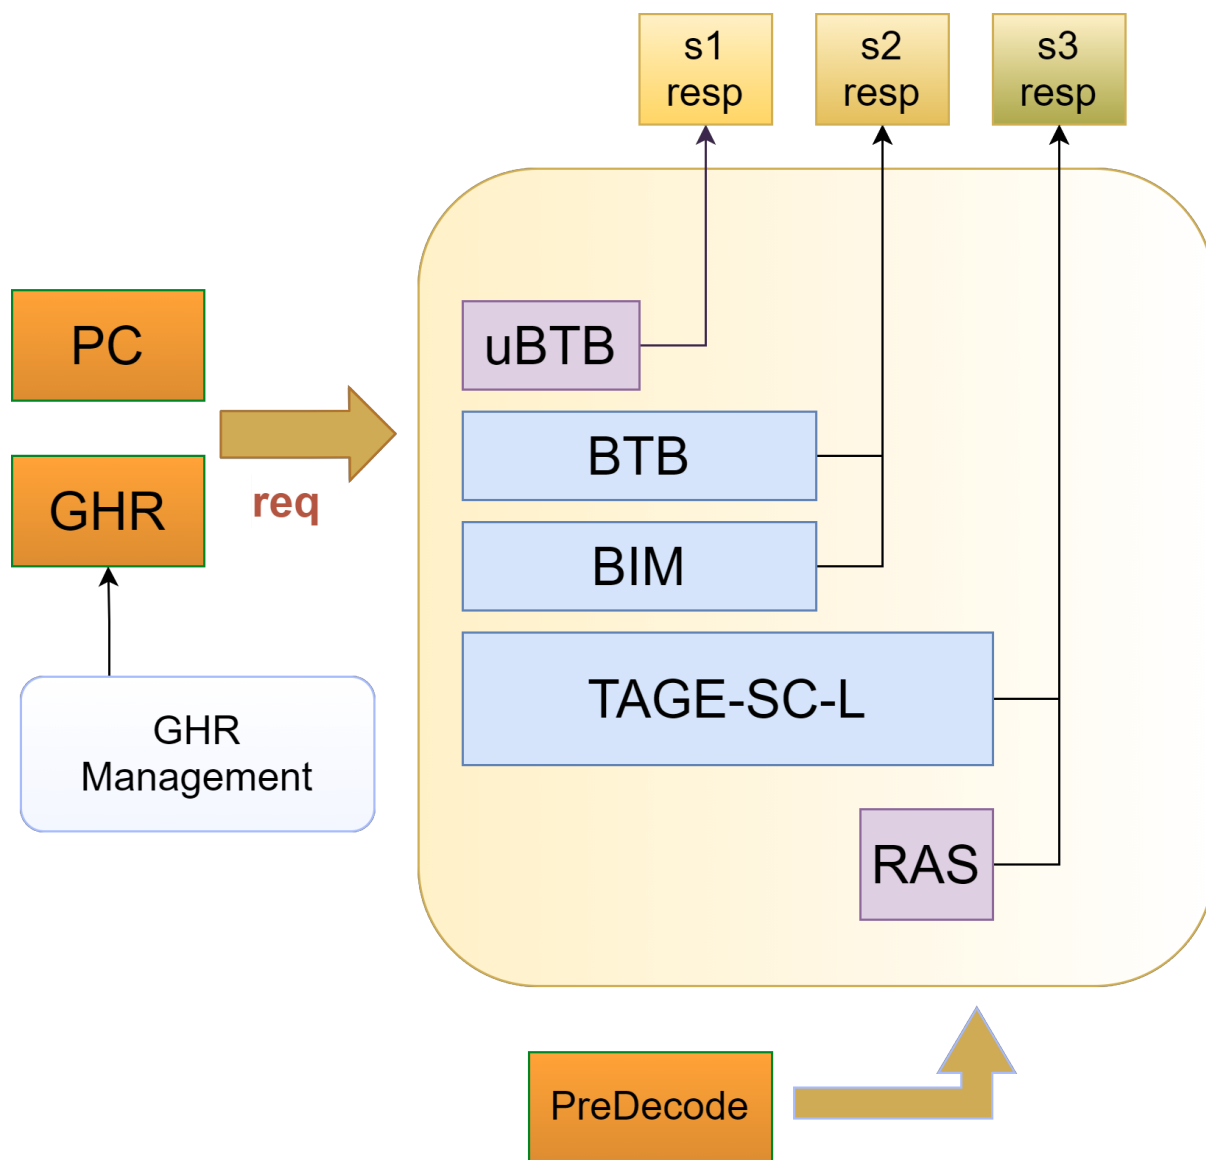 s1
resp
s2
resp
s3
resp
PC
uBTB
BTB
GHR
req
BIM
TAGE-SC-L
GHR
Management
RAS
PreDecode